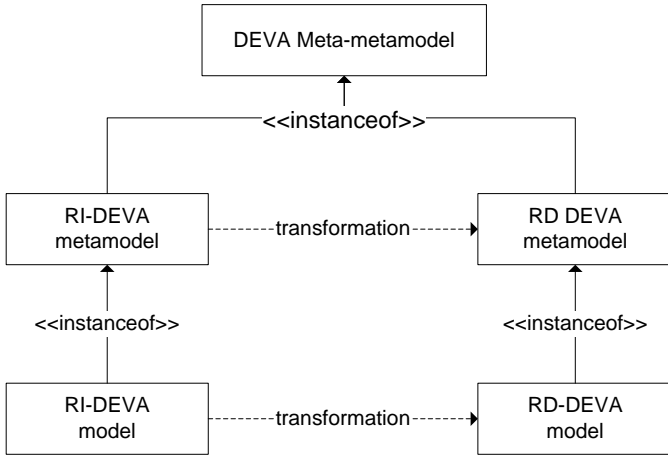 DEVA Meta-metamodel
<<instanceof>>
RI-DEVA
metamodel
transformation
RD DEVA
metamodel
<<instanceof>>
<<instanceof>>
RI-DEVA
model
transformation
RD-DEVA
model